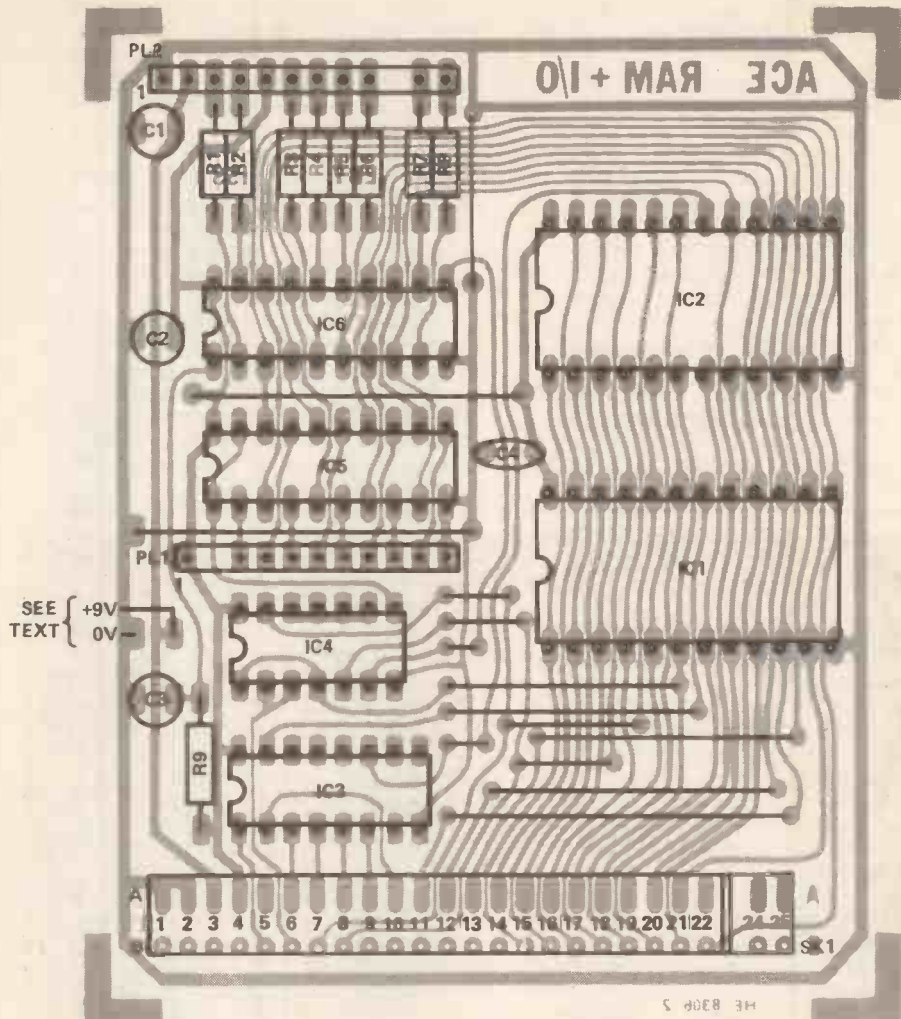 PL2
ACE RAM + I/O
1
C1
R1 R2 R3 R4 R5 R6 R7 R8
IC2
C2
IC6
C4
IC5
PL1
1
IC1
SEE TEXT { +9V
0V
IC4
C3
R9
IC3
A A
1 2 3 4 5 6 7 8 9 10 11 12 13 14 15 16 17 18 19 20 21 22 24 25
B B SK1
HE 8306 2